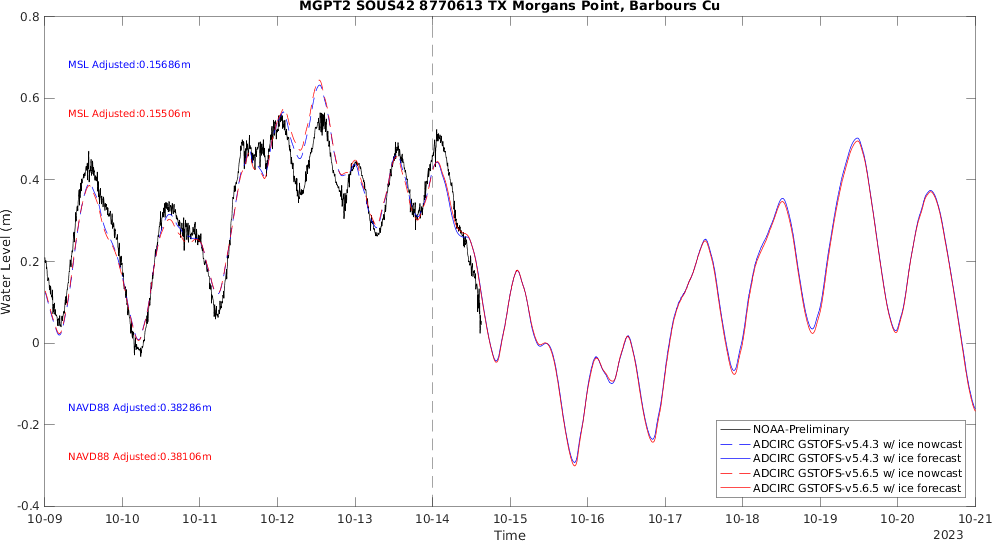 MGPT2 SOUS42 8770613 TX Morgans Point, Barbours Cu
0.8
0.6
0.4
0.2
0
-0.2
-0.4
Water Level (m)
MSL Adjusted:0.15686m
MSL Adjusted:0.15506m
NAVD88 Adjusted:0.38286m
NAVD88 Adjusted:0.38106m
NOAA-Preliminary
ADCIRC GSTOFS-v5.4.3 w/ ice nowcast
ADCIRC GSTOFS-v5.4.3 w/ ice forecast
ADCIRC GSTOFS-v5.6.5 w/ ice nowcast
ADCIRC GSTOFS-v5.6.5 w/ ice forecast
10-09 10-10 10-11 10-12 10-13 10-14 10-15 10-16 10-17 10-18 10-19 10-20 10-21
Time
2023